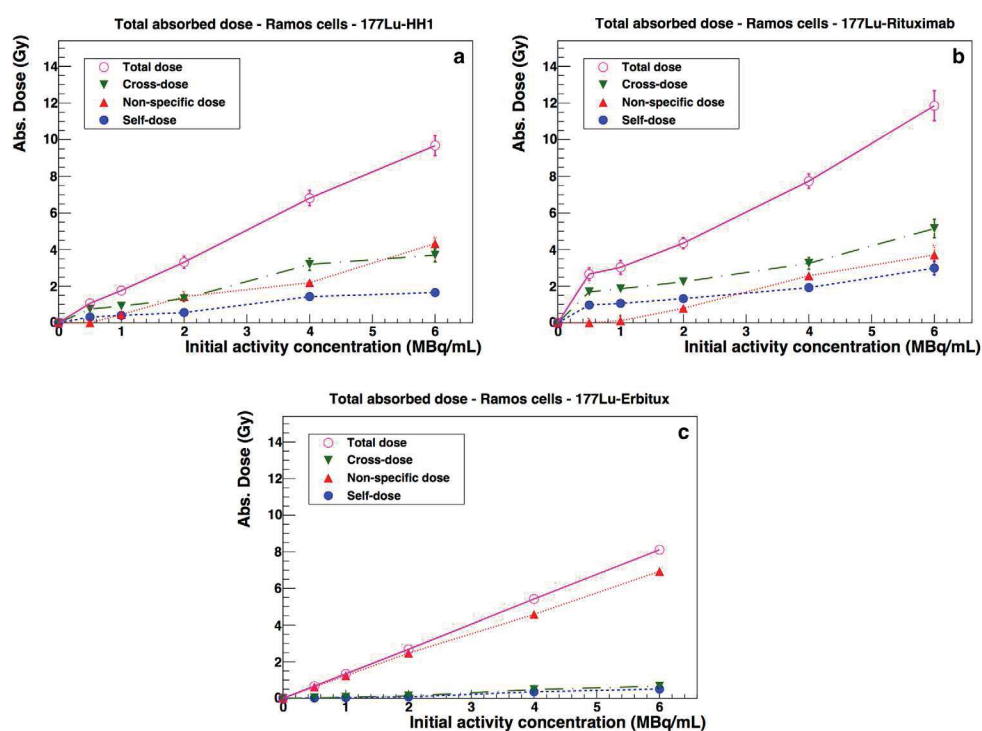 Total absorbed dose - Ramos cells - 177Lu-HH1
a
Abs. Dose (Gy)
14
12
10
8
6
4
2
0
Total dose
Cross-dose
Non-specific dose
Self-dose
0 1 2 3 4 5 6
Initial activity concentration (MBq/mL)
Total absorbed dose - Ramos cells - 177Lu-Rituximab
b
Abs. Dose (Gy)
14
12
10
8
6
4
2
0
Total dose
Cross-dose
Non-specific dose
Self-dose
0 1 2 3 4 5 6
Initial activity concentration (MBq/mL)
Total absorbed dose - Ramos cells - 177Lu-Erbitux
c
Abs. Dose (Gy)
14
12
10
8
6
4
2
0
Total dose
Cross-dose
Non-specific dose
Self-dose
0 1 2 3 4 5 6
Initial activity concentration (MBq/mL)